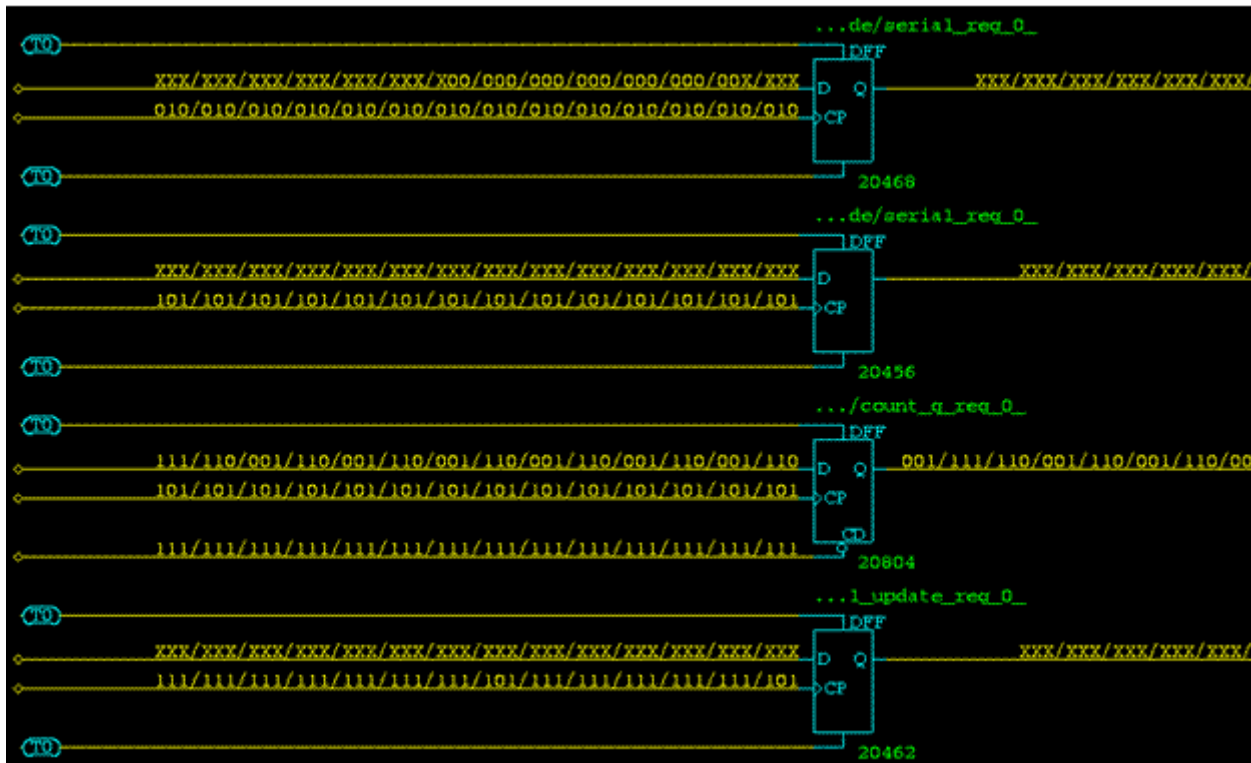 ...de/serial_reg_0_
TO
DFF
XXX/XXX/XXX/XXX/XXX/XXX/X00/000/000/000/000/000/00X/XXX D Q XXX/XXX/XXX/XXX/XXX/XXX/
010/010/010/010/010/010/010/010/010/010/010/010/010/010 CP
TO
20468
...de/serial_reg_0_
TO
DFF
XXX/XXX/XXX/XXX/XXX/XXX/XXX/XXX/XXX/XXX/XXX/XXX/XXX/XXX D XXX/XXX/XXX/XXX/XXX/
101/101/101/101/101/101/101/101/101/101/101/101/101/101 CP
TO
20456
.../count_q_reg_0_
TO
DFF
111/110/001/110/001/110/001/110/001/110/001/110/001/110 D Q 001/111/110/001/110/001/110/00
101/101/101/101/101/101/101/101/101/101/101/101/101/101 CP
CD
111/111/111/111/111/111/111/111/111/111/111/111/111/111
20804
...l_update_reg_0_
TO
DFF
XXX/XXX/XXX/XXX/XXX/XXX/XXX/XXX/XXX/XXX/XXX/XXX/XXX/XXX D Q XXX/XXX/XXX/XXX/XXX/
111/111/111/111/111/111/111/101/111/111/111/111/111/101 CP
TO
20462